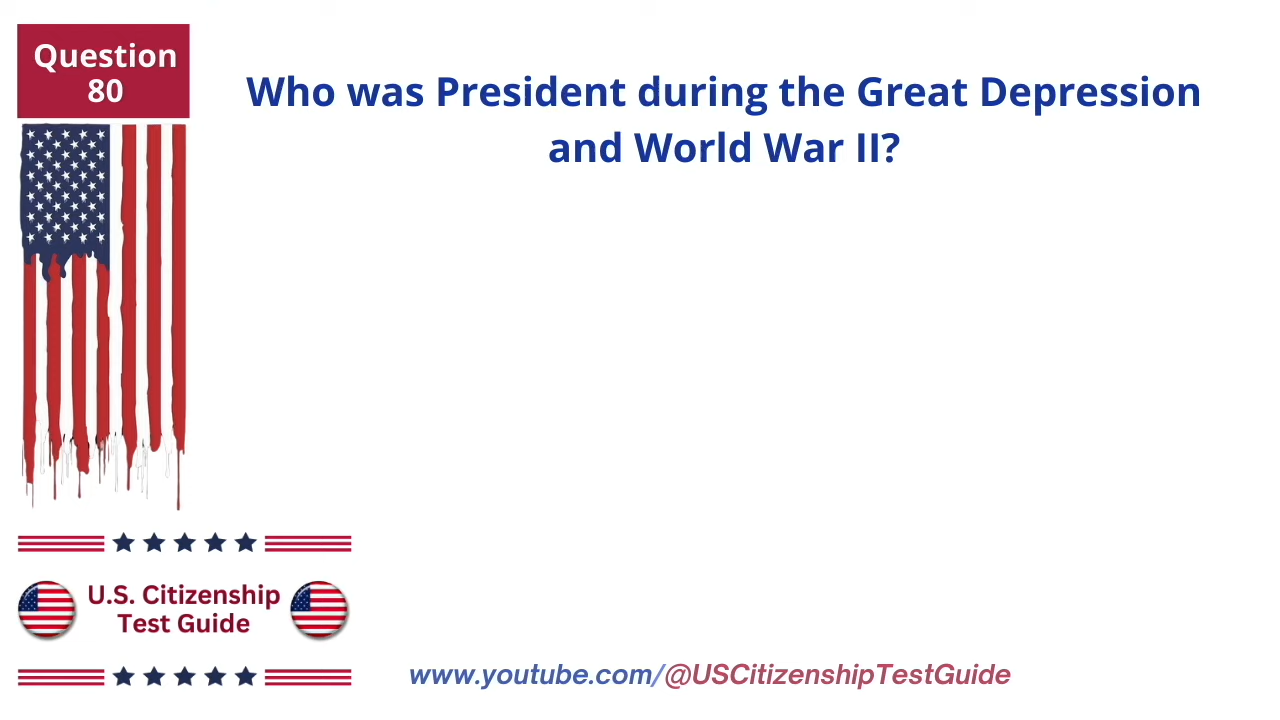 Question
80
Who was President during the Great Depression
and World War II?
U.S. Citizenship
Test Guide
www.youtube.com/@USCitizenshipTestGuide